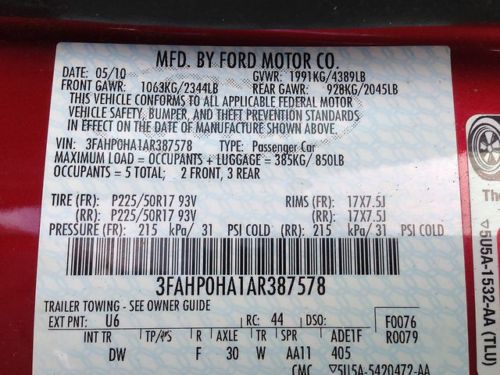 MFD. BY FORD MOTOR CO.
DATE: 05/10 GVWR: 1991KG/4389LB
FRONT GAWR: 1063KG/2344LB REAR GAWR: 928KG/2045LB
THIS VEHICLE CONFORMS TO ALL APPLICABLE FEDERAL MOTOR
VEHICLE SAFETY, BUMPER, AND THEFT PREVENTION STANDARDS
IN EFFECT ON THE DATE OF MANUFACTURE SHOWN ABOVE.
VIN: 3FAHP0HA1AR387578 TYPE: Passenger Car
MAXIMUM LOAD = OCCUPANTS + LUGGAGE = 385KG/850LB
OCCUPANTS = 5 TOTAL; 2 FRONT, 3 REAR
TIRE (FR): P225/50R17 93V RIMS (FR): 17X7.5J
(RR): P225/50R17 93V (RR): 17X7.5J
PRESSURE (FR): 215 kPa/ 31 PSI COLD (RR): 215 kPa/ 31 PSI COLD
3FAHP0HA1AR387578
TRAILER TOWING - SEE OWNER GUIDE
EXT PNT: U6 RC: 44 DSO: F0076
R0079
INT TR TP/PS R AXLE TR SPR ADE1F
DW F 30 W AA11 405
CMC ▽5U5A-5420472-AA
The
▽5U5A-1532-AA (TLU)